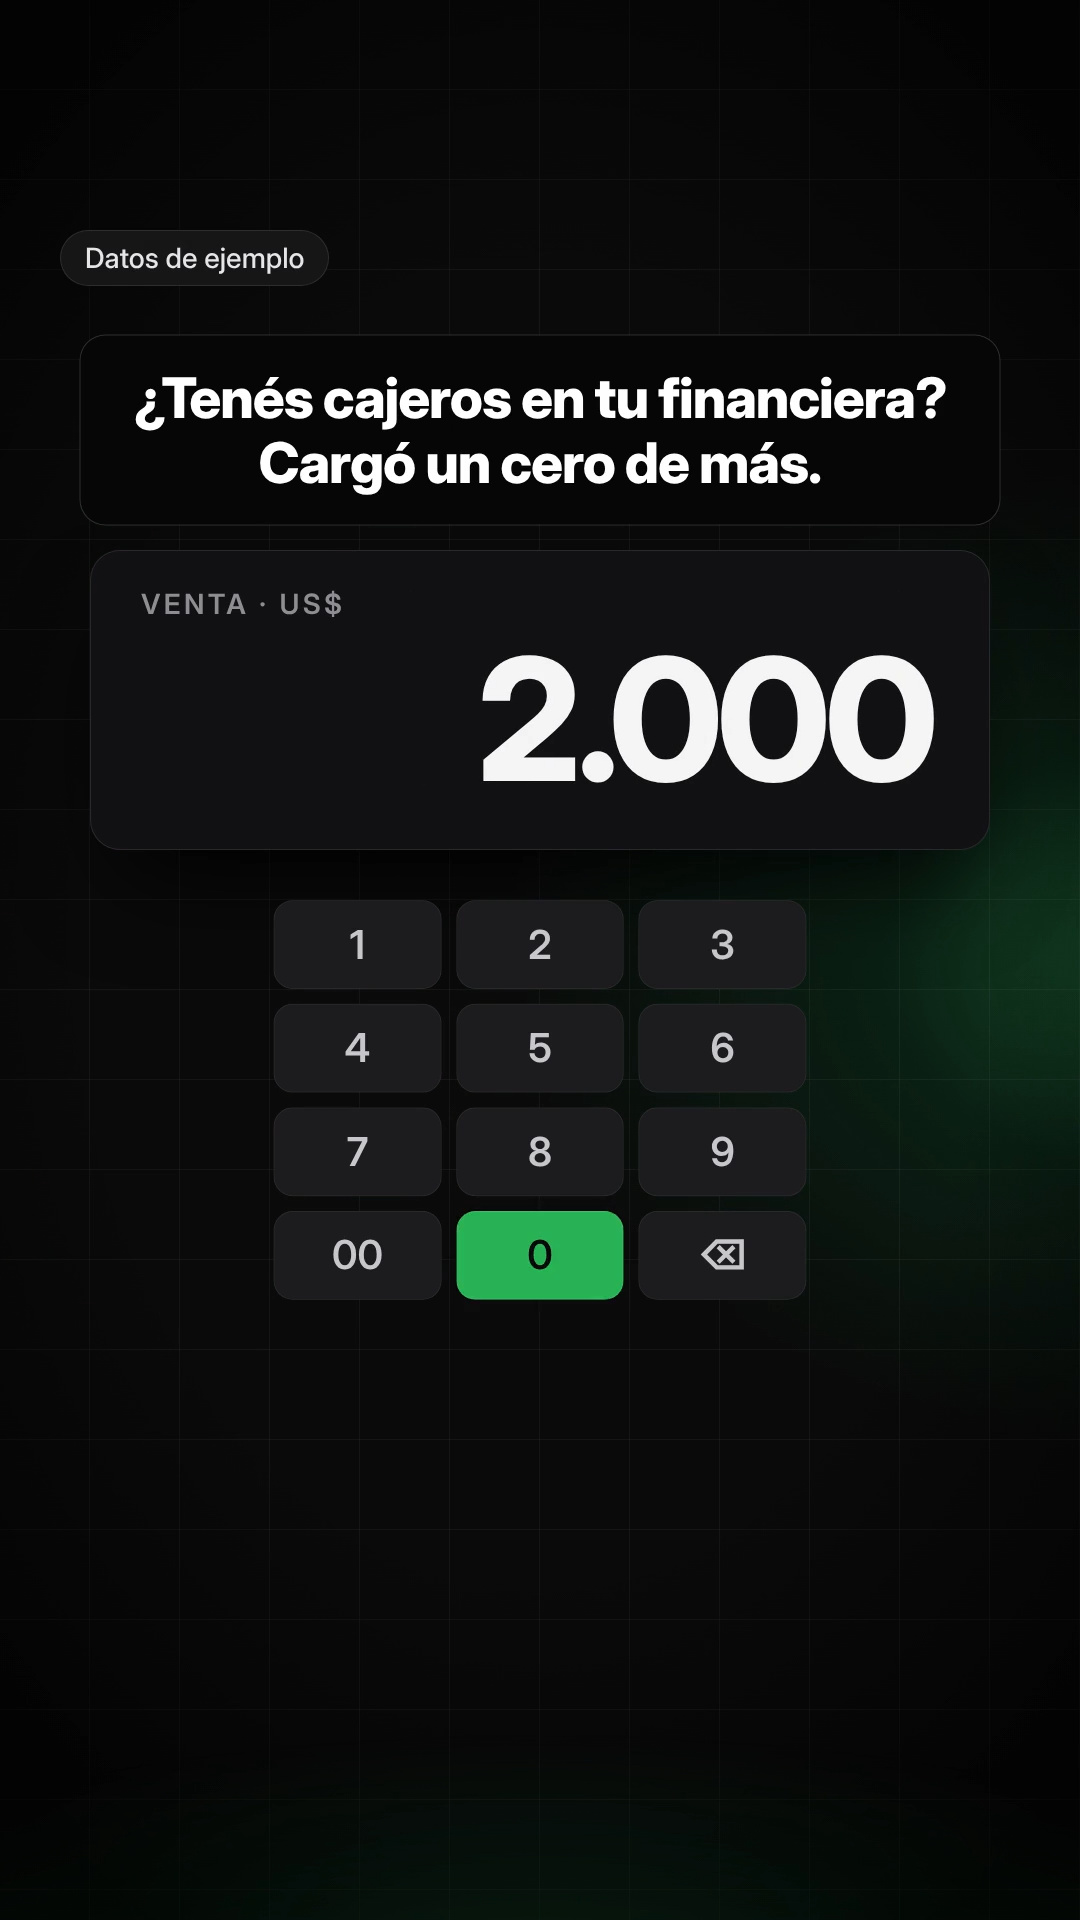 Datos de ejemplo
¿Tenés cajeros en tu financiera?
Cargó un cero de más.
VENTA · US$
2.000
1 2 3
4 5 6
7 8 9
00 0